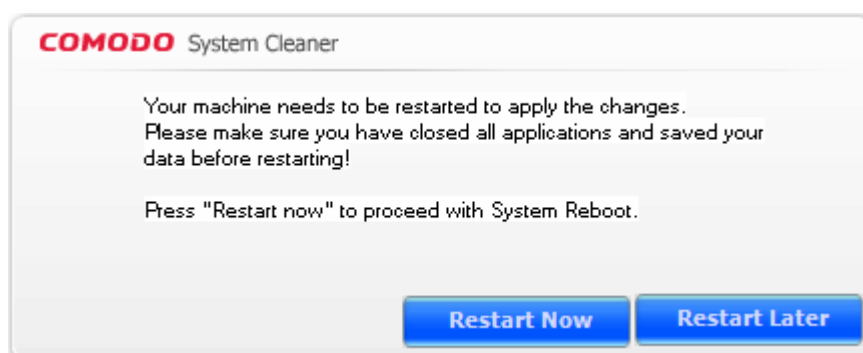 COMODO System Cleaner
Your machine needs to be restarted to apply the changes.
Please make sure you have closed all applications and saved your
data before restarting!
Press "Restart now" to proceed with System Reboot.
Restart Now Restart Later